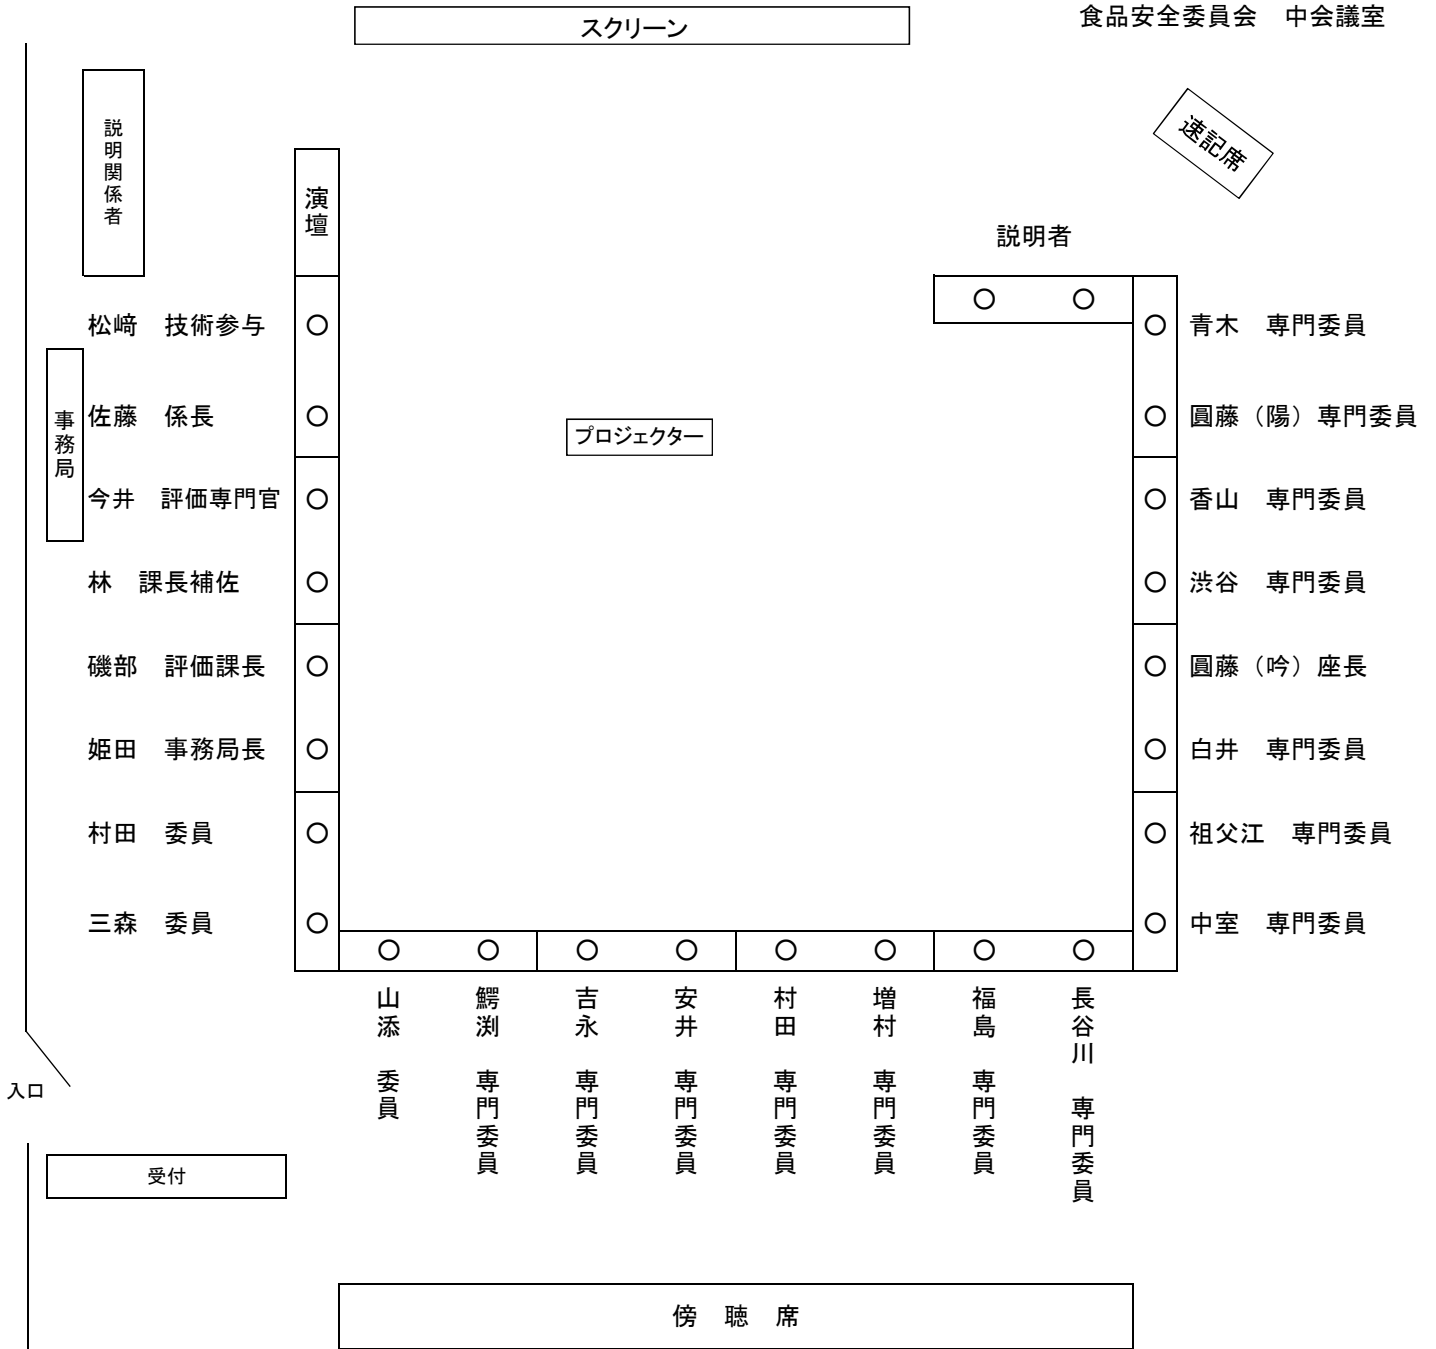 食品安全委員会　中会議室
スクリーン
速記席
説明関係者
演壇
説明者
松﨑　技術参与
佐藤　係長
今井　評価専門官
林　課長補佐
磯部　評価課長
姫田　事務局長
村田　委員
三森　委員
事務局
プロジェクター
青木　専門委員
圓藤（陽）専門委員
香山　専門委員
渋谷　専門委員
圓藤（吟）座長
白井　専門委員
祖父江　専門委員
中室　専門委員
山添　委員
鰐渕　専門委員
吉永　専門委員
安井　専門委員
村田　専門委員
増村　専門委員
福島　専門委員
長谷川　専門委員
入口
受付
傍　聴　席